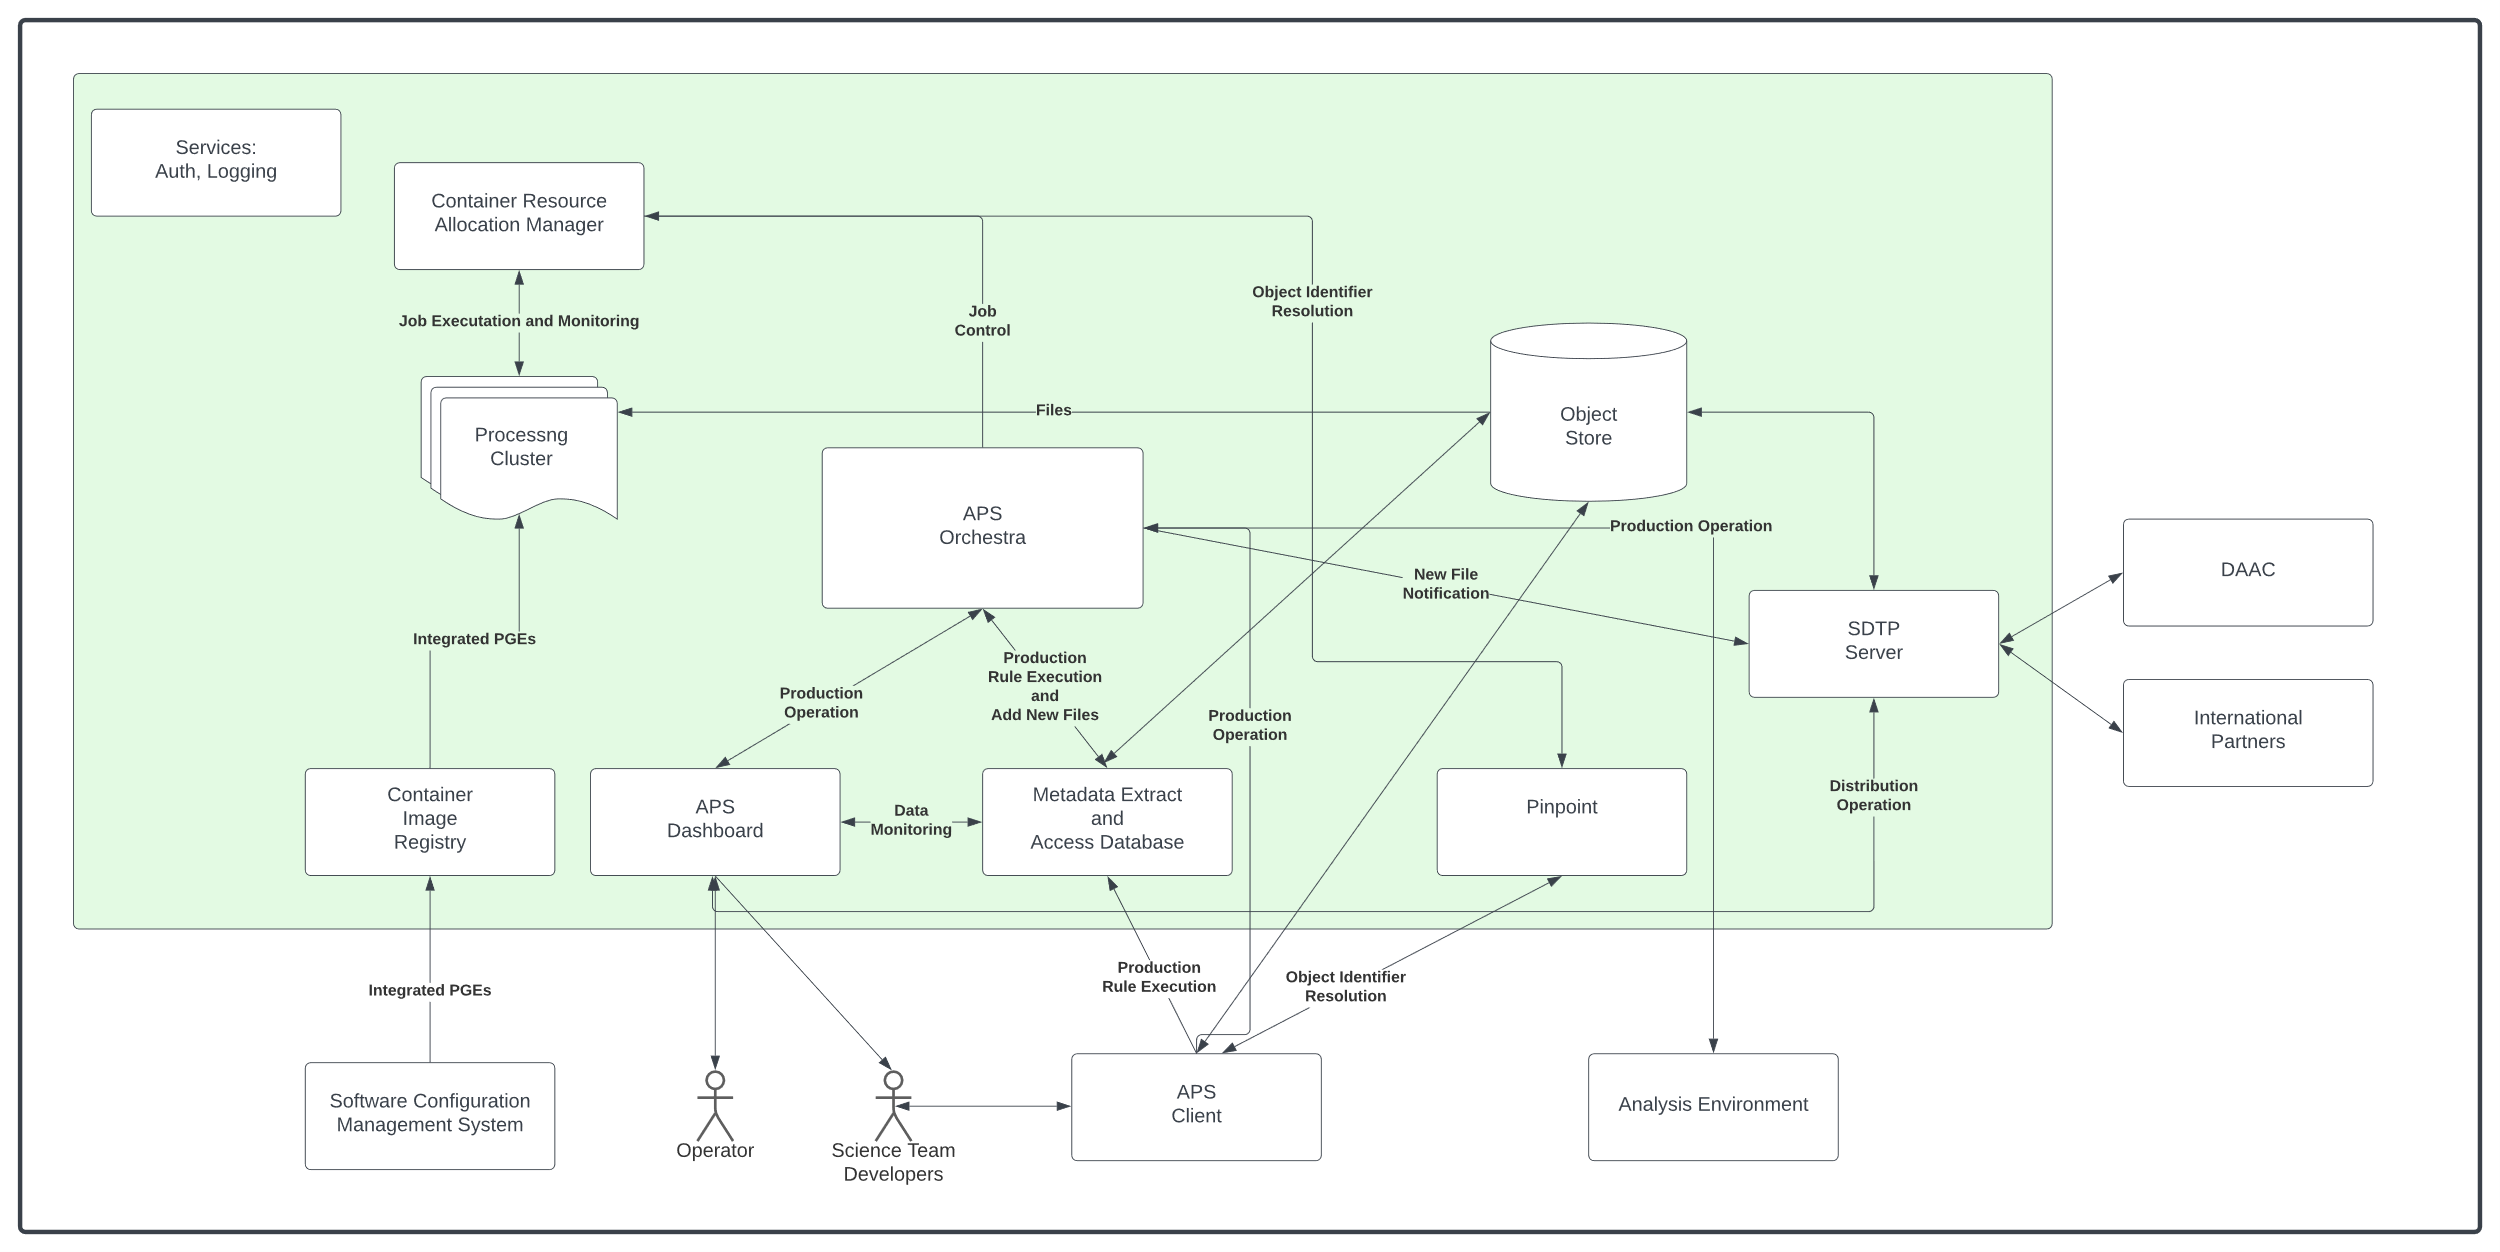 Services:
Auth, Logging
Container Resource
Allocation Manager
Object Identifier
Resolution
Job
Control
Job Executation and Monitoring
Files
Object
Store
Processng
Cluster
APS
Orchestra
Production Operation
New File
Notification
DAAC
SDTP
Server
Integrated PGEs
Production
Rule Execution
and
Add New Files
Production
Operation
Production
Operation
International
Partners
Container
Image
Registry
APS
Dashboard
Data
Monitoring
Metadata Extract
and
Access Database
Pinpoint
Distribution
Operation
Integrated PGEs
Production
Rule Execution
Object Identifier
Resolution
Software Configuration
Management System
Operator
Science Team
Developers
APS
Client
Analysis Environment